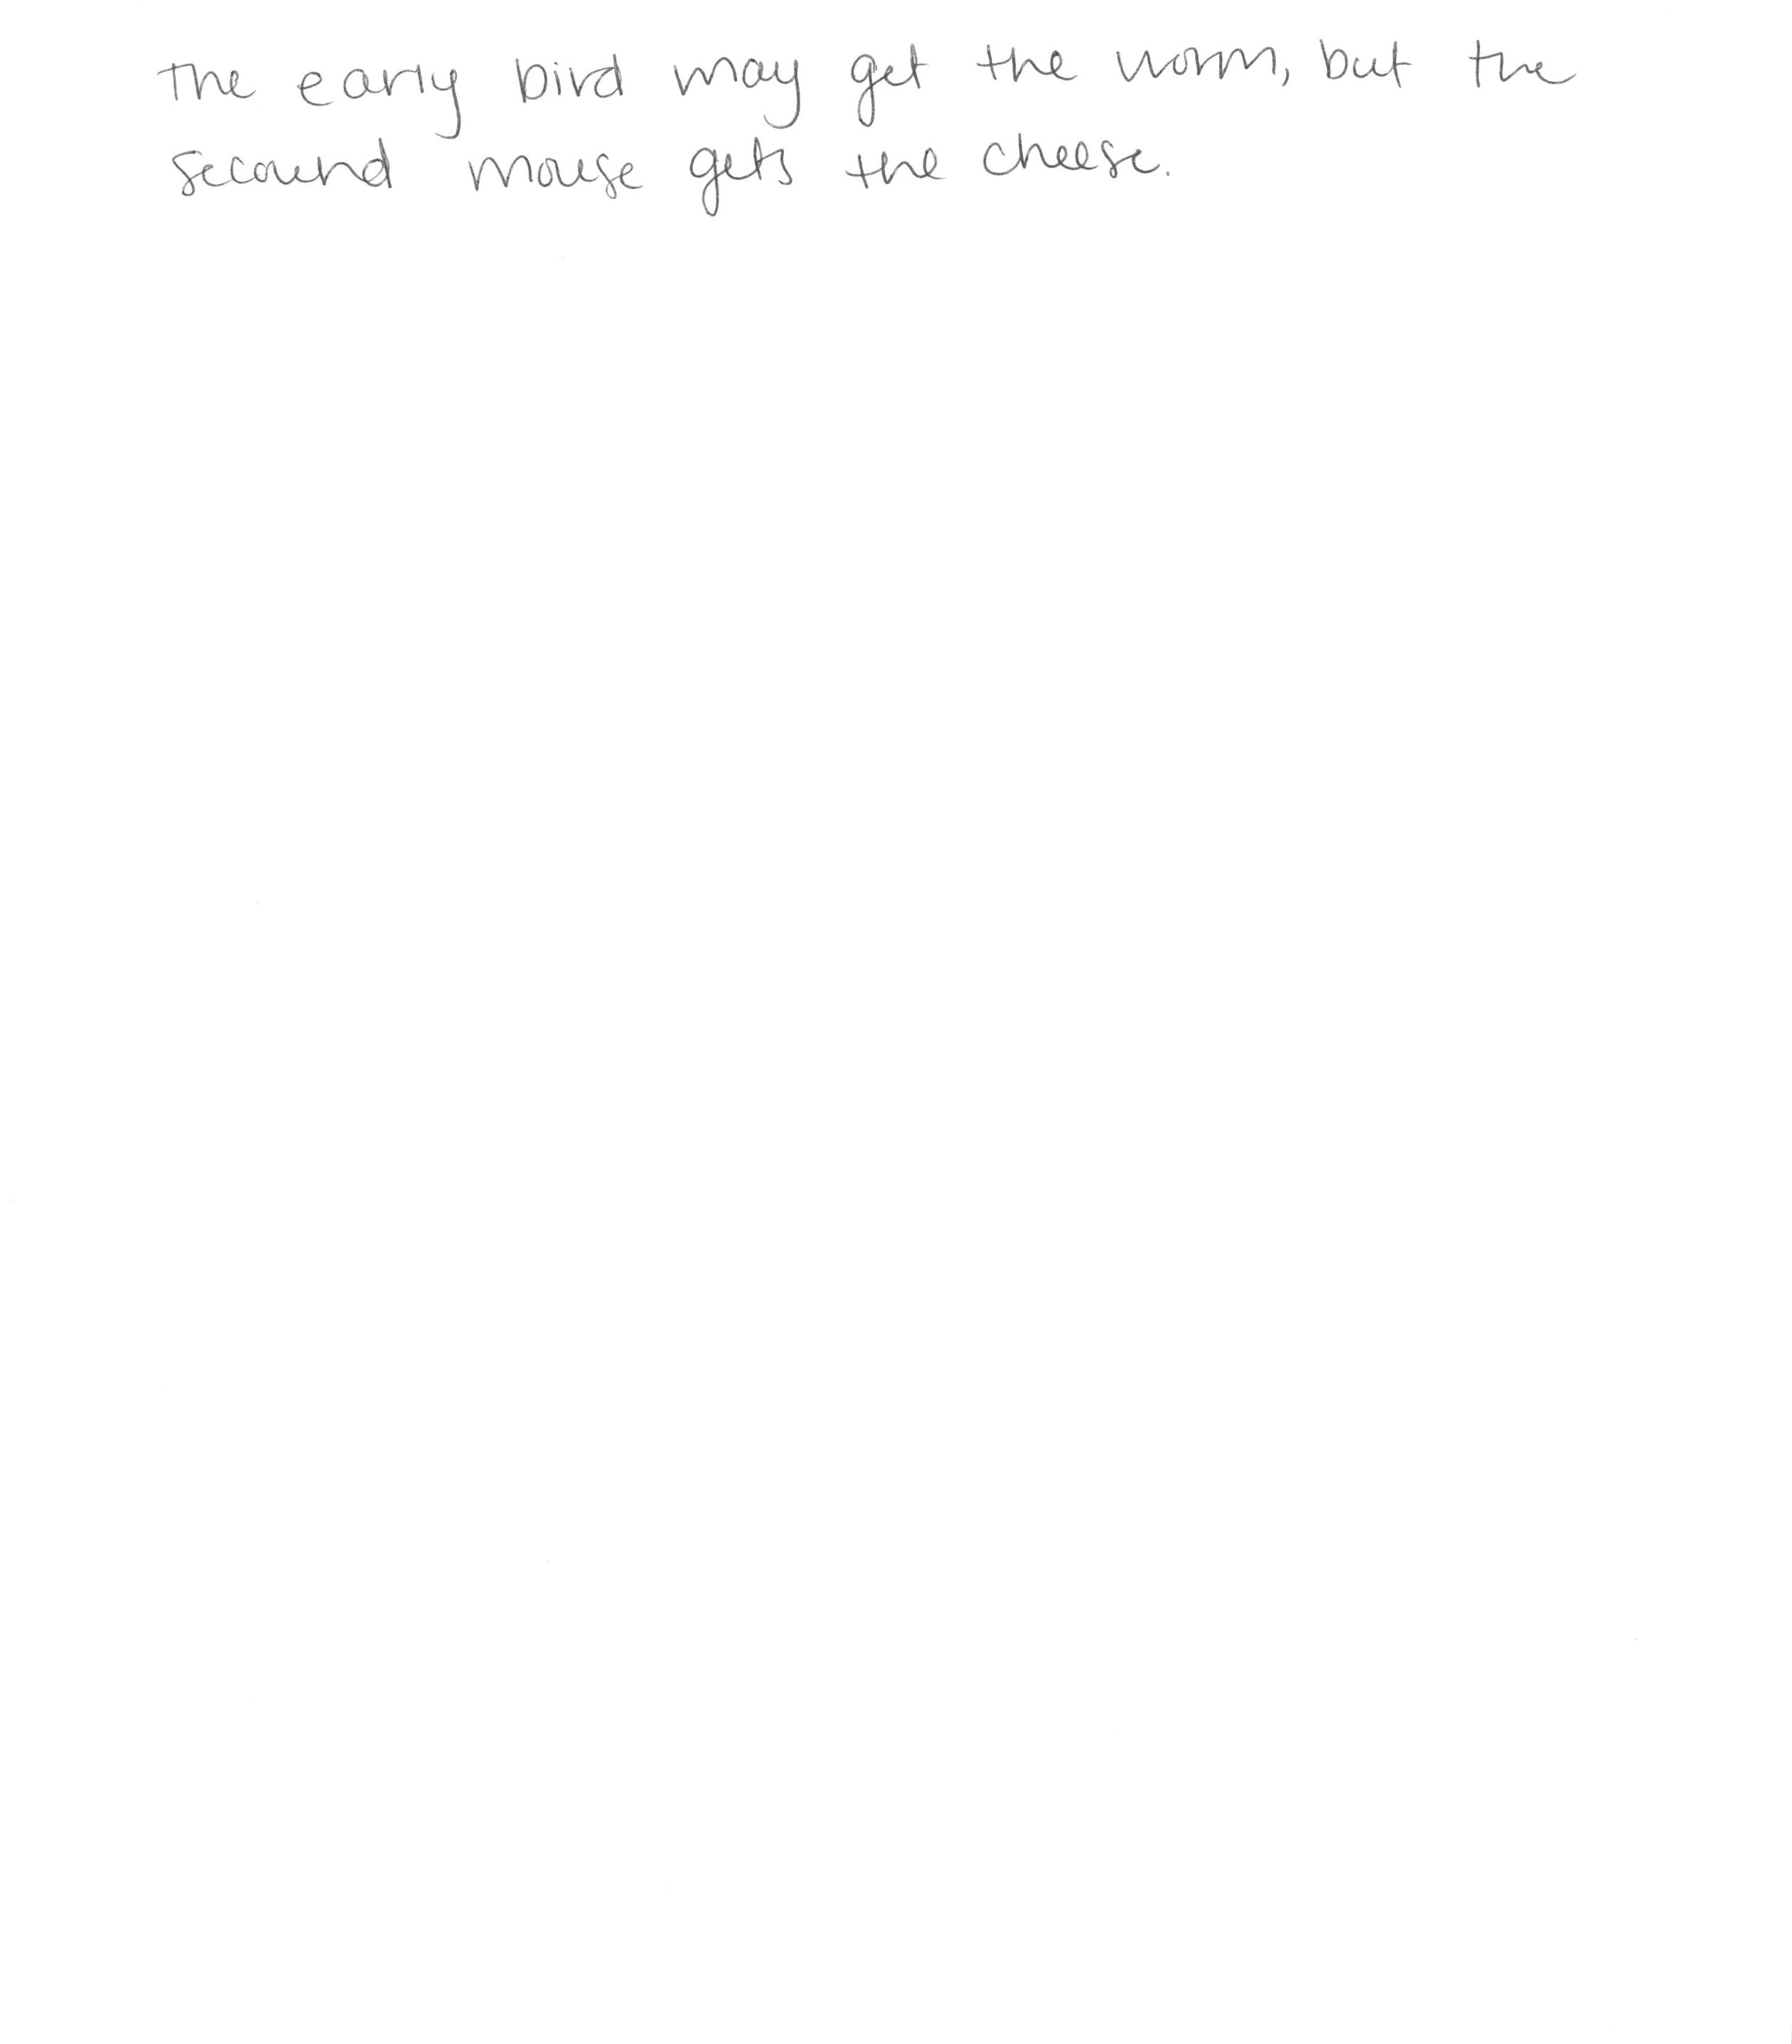 The early bird may get the worm, but the
secound mouse gets the cheese.